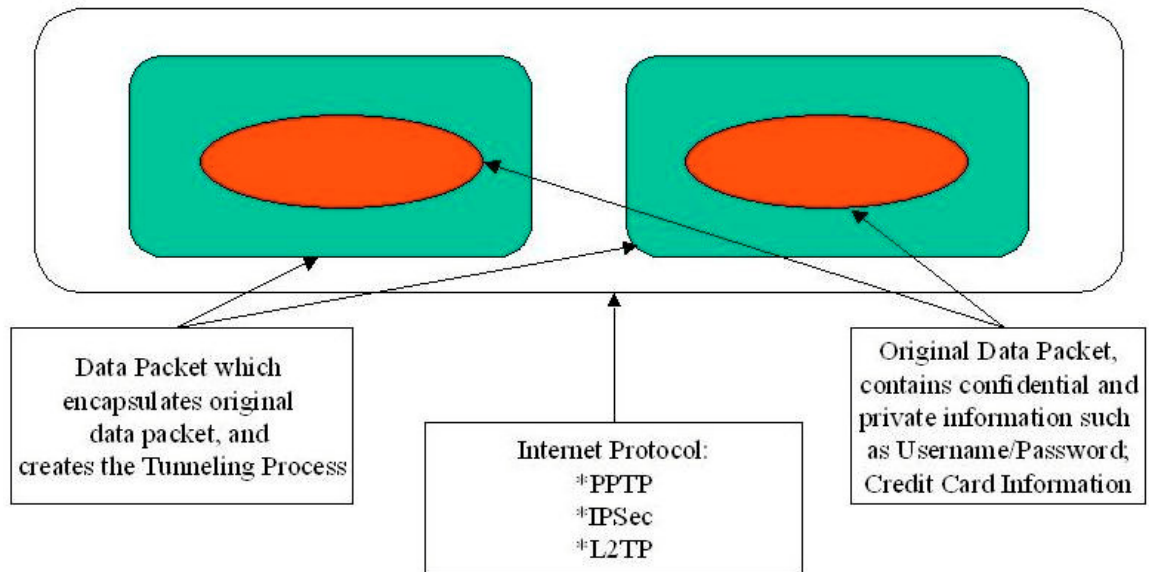 Data Packet which
encapsulates original
data packet, and
creates the Tunneling Process
Internet Protocol:
*PPTP
*IPSec
*L2TP
Original Data Packet,
contains confidential and
private information such
as Username/Password;
Credit Card Information